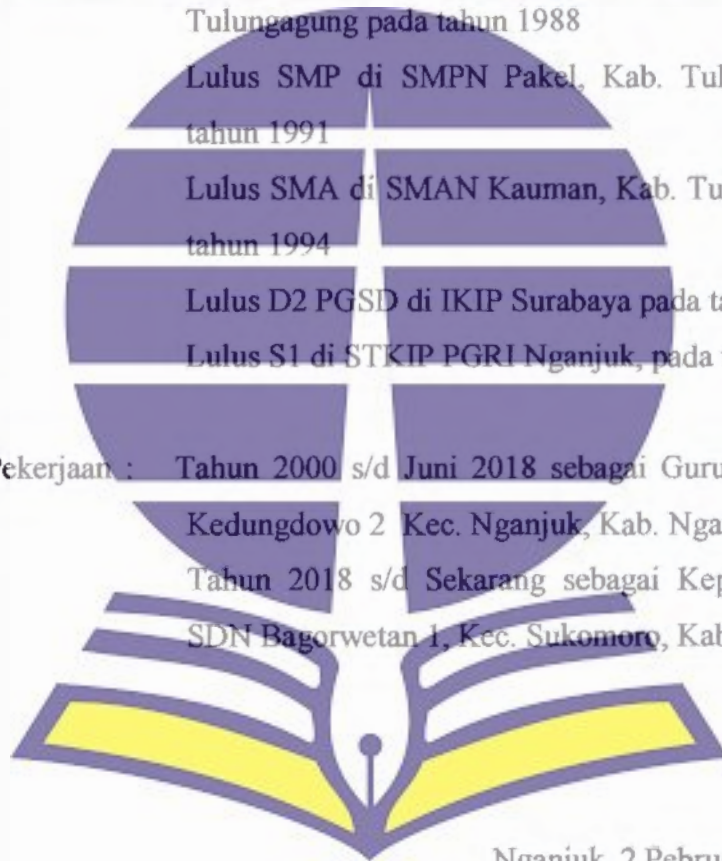 Tulungagung pada tahun 1988
Lulus SMP di SMPN Pakel, Kab. Tul
tahun 1991
Lulus SMA di SMAN Kauman, Kab. Tu
tahun 1994
Lulus D2 PGSD di IKIP Surabaya pada ta
Lulus S1 di STKIP PGRI Nganjuk, pada
Pekerjaan : Tahun 2000 s/d Juni 2018 sebagai Guru
Kedungdowo 2 Kec. Nganjuk, Kab. Nga
Tahun 2018 s/d Sekarang sebagai Kep
SDN Bagorwetan 1, Kec. Sukomoro, Kab
Nganjuk, 2 Pebru